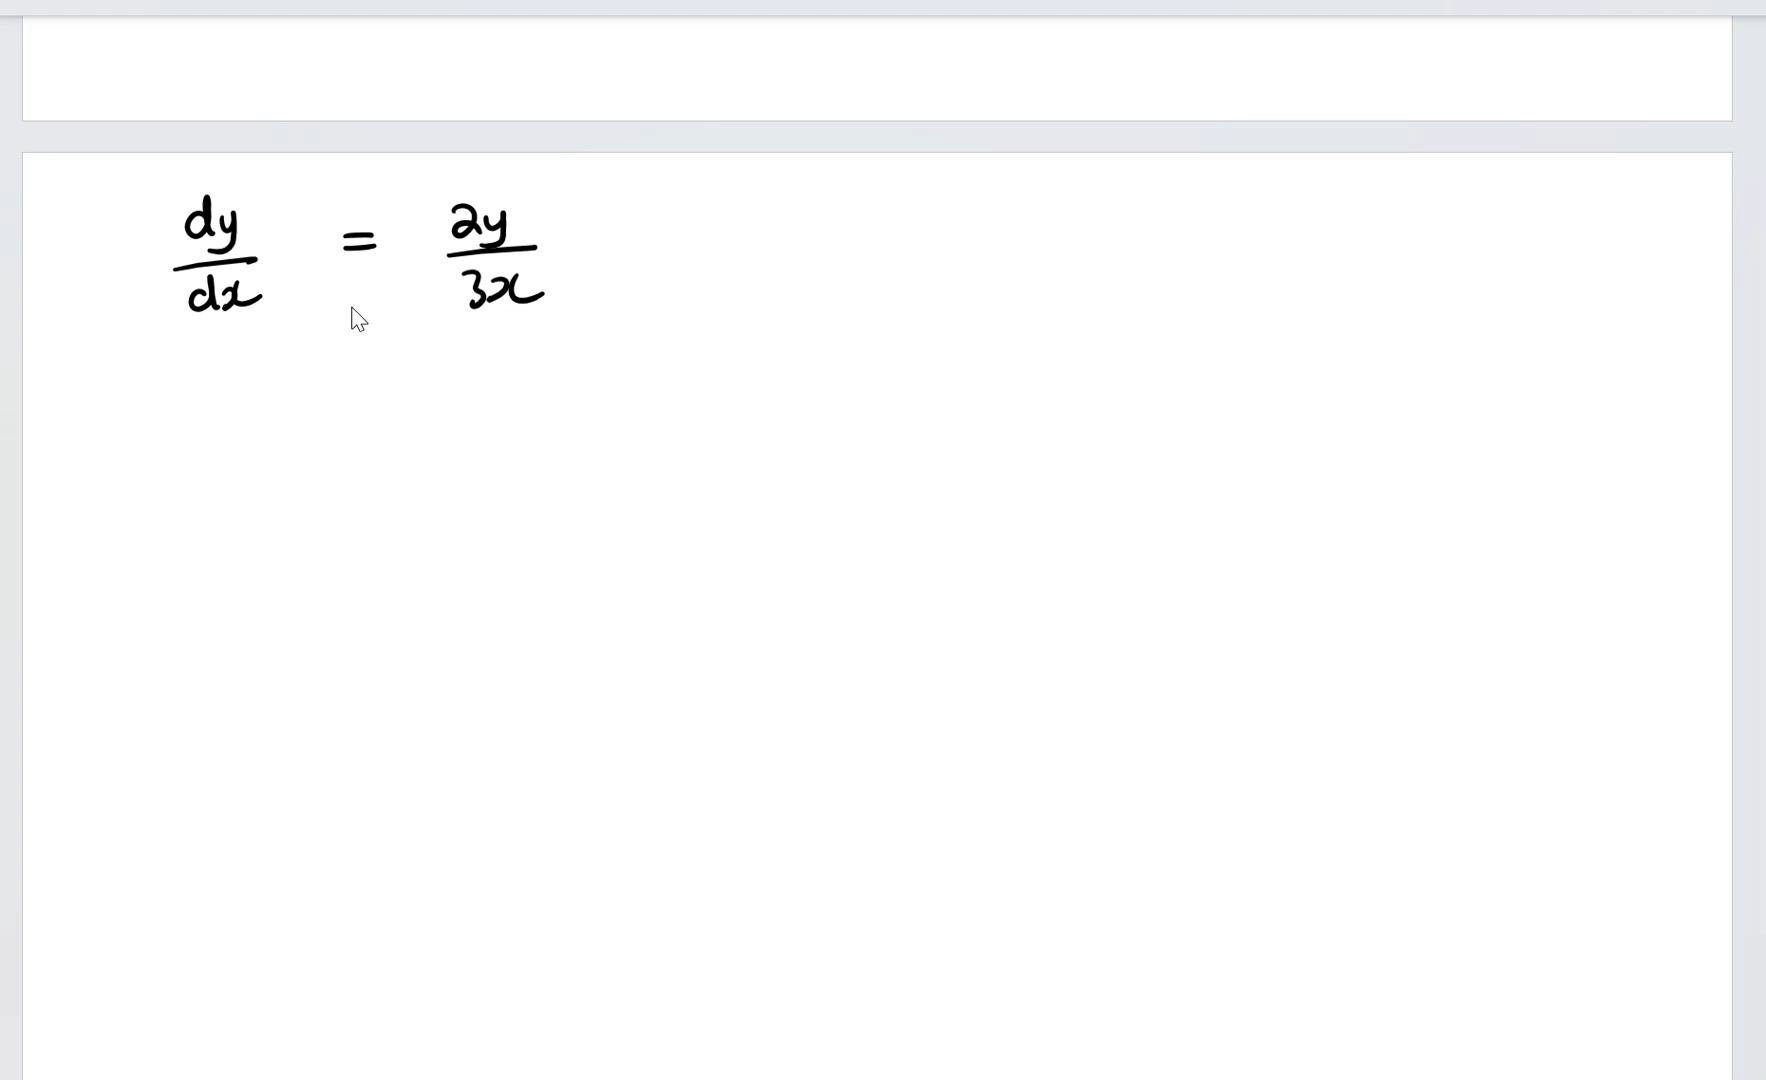 dy/dx = 2y/3x